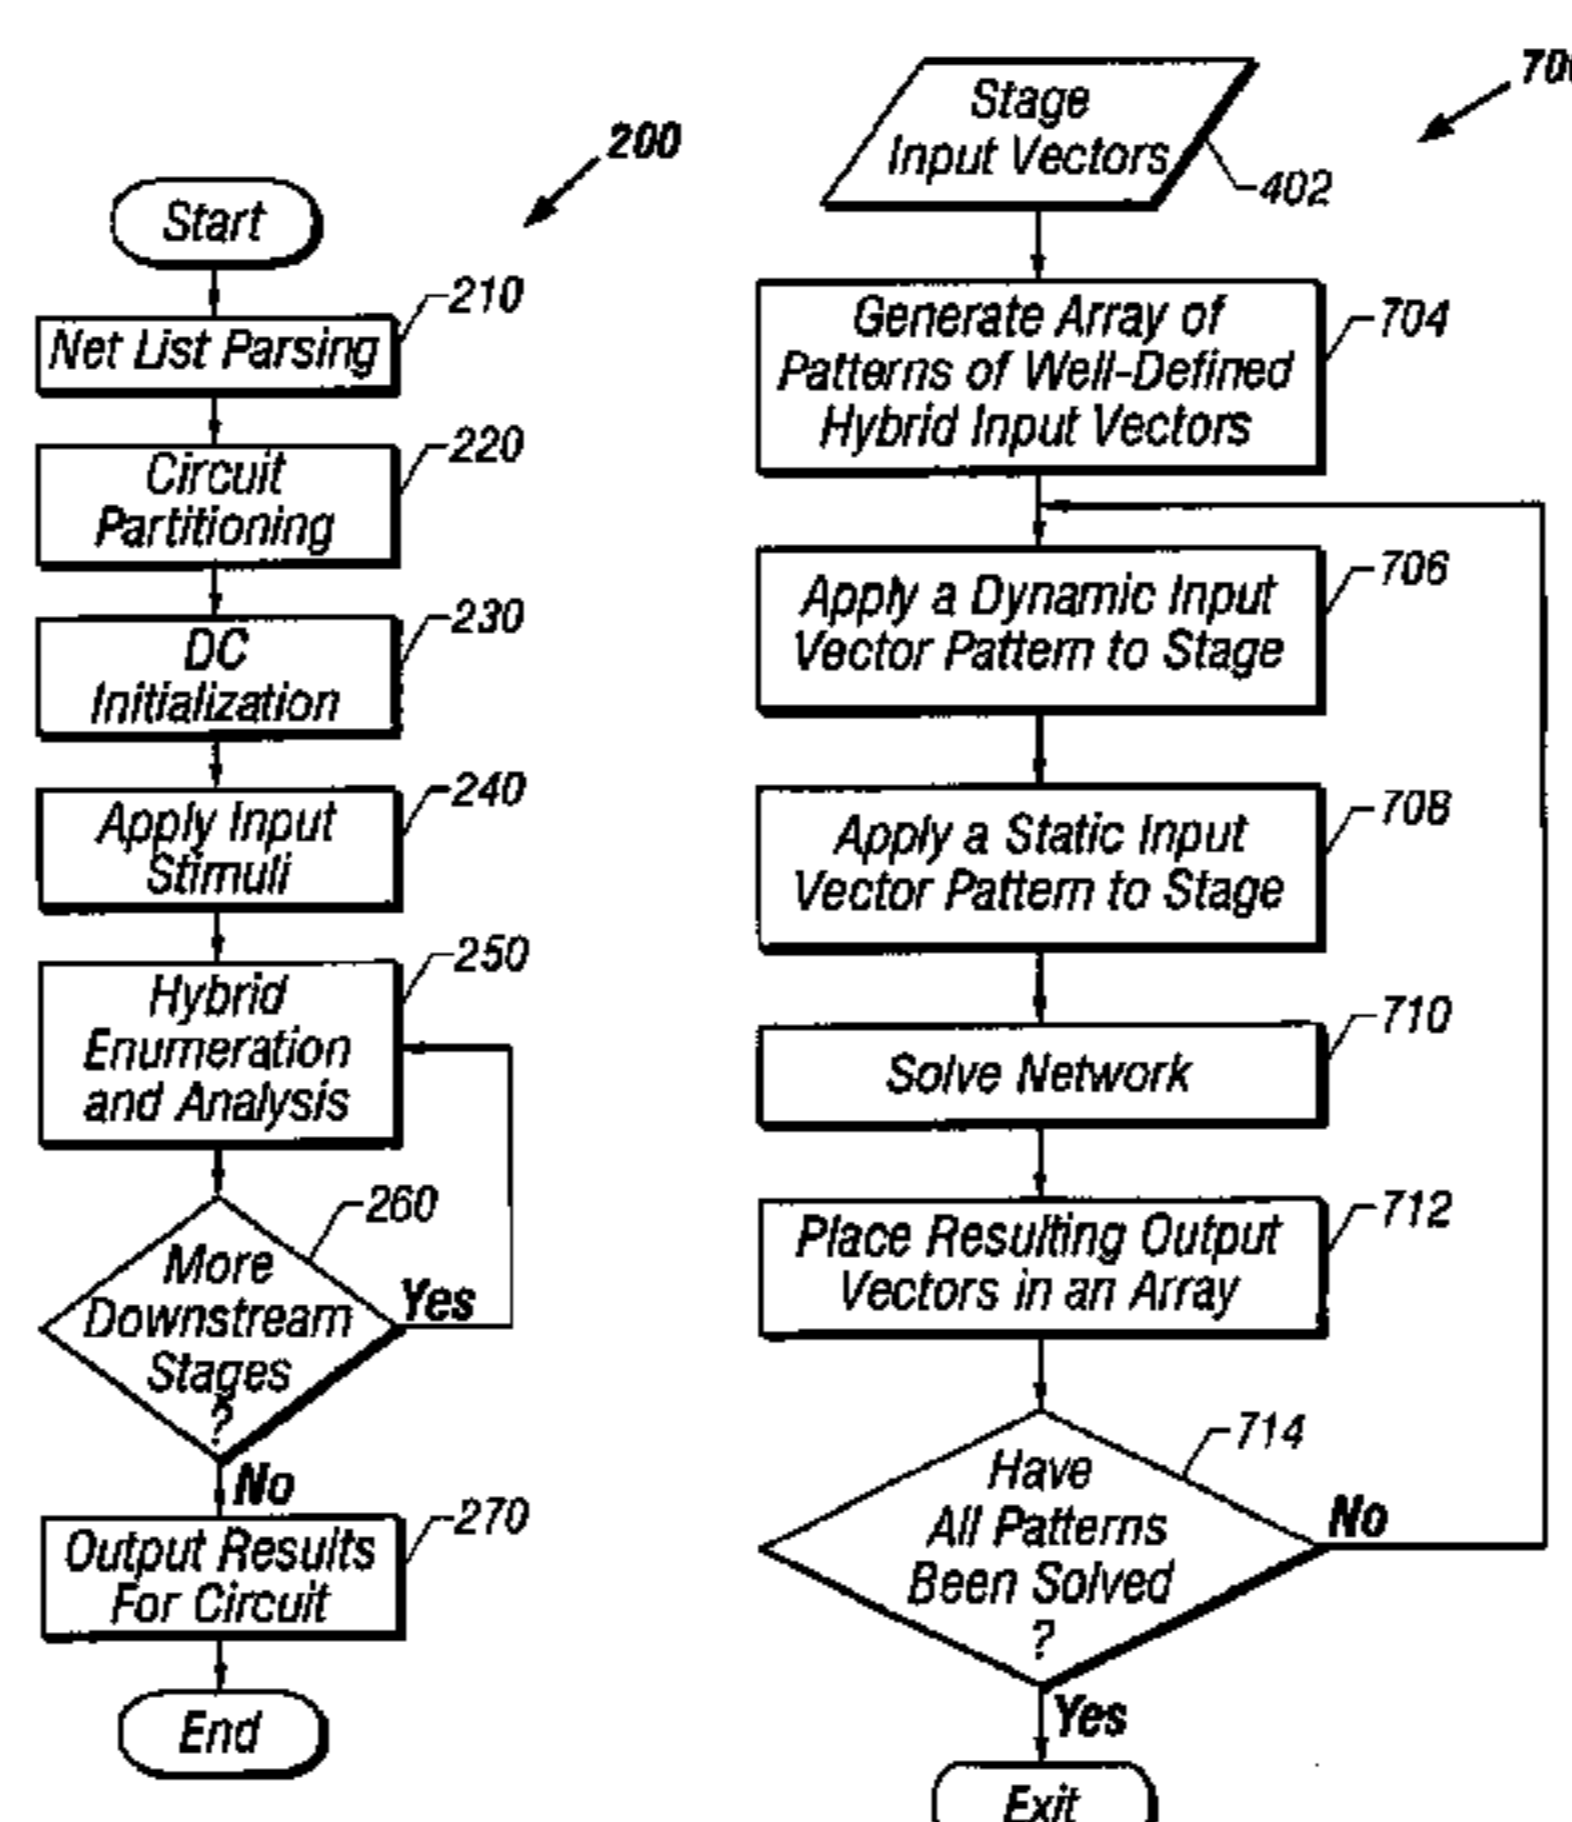 200
Start
210
Net List Parsing
220
Circuit
Partitioning
230
DC
Initialization
240
Apply Input
Stimuli
250
Hybrid
Enumeration
and Analysis
260
More
Downstream
Stages
?
Yes
No
270
Output Results
For Circuit
End
Stage
Input Vectors
402
704
Generate Array of
Patterns of Well-Defined
Hybrid Input Vectors
706
Apply a Dynamic Input
Vector Pattern to Stage
708
Apply a Static Input
Vector Pattern to Stage
710
Solve Network
712
Place Resulting Output
Vectors in an Array
714
Have
All Patterns
Been Solved
?
No
Yes
Exit